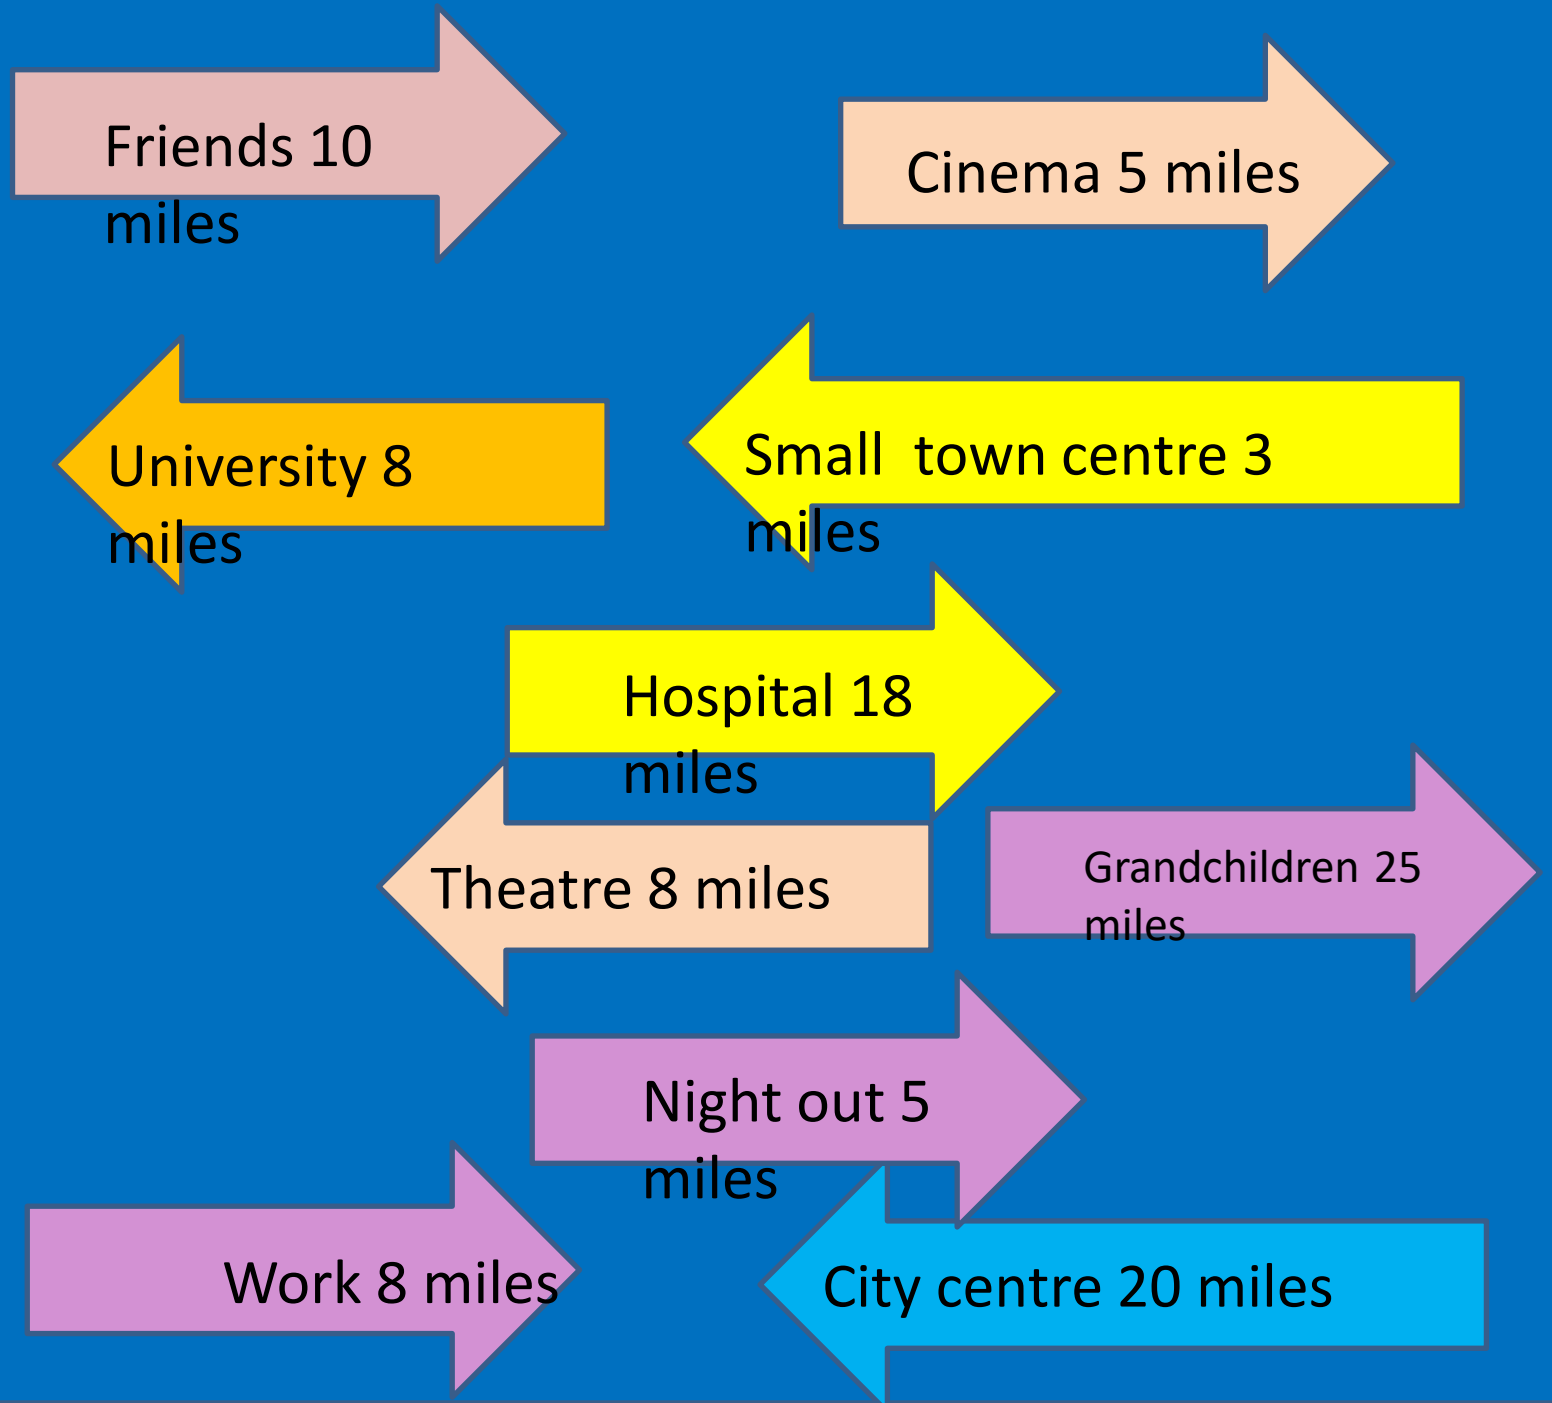 Friends 10
miles
Cinema 5 miles
University 8
miles
Small  town centre 3
miles
Hospital 18
miles
Theatre 8 miles
Grandchildren 25
miles
Night out 5
miles
Work 8 miles
City centre 20 miles